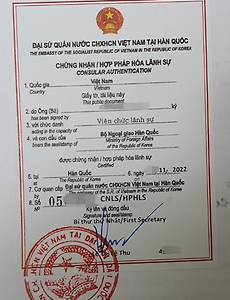 ĐẠI SỨ QUÁN NƯỚC CHXHCN VIỆT NAM TẠI HÀN QUỐC
THE EMBASSY OF THE SOCIALIST REPUBLIC OF VIETNAM IN THE REPUBLIC OF KOREA
CHỨNG NHẬN / HỢP PHÁP HÓA LÃNH SỰ
CONSULAR AUTHENTICATION
1. Quốc gia Việt Nam
Country Vietnam
Giấy tờ, tài liệu này
This public document
2. do Ông (Bà) ký
has been signed by
3. với chức danh Viên chức lãnh sự
acting in the capacity of
4. và con dấu của Bộ Ngoại giao Hàn Quốc
bears the seal/stamp of Ministry of Foreign Affairs
of the Republic of Korea
được chứng nhận / hợp pháp hóa lãnh sự
Certified
5. tại Hàn Quốc 6. 11, 2022
at The Republic of Korea the
7. Cơ quan cấp Đại sứ quán nước CHXHCN Việt Nam tại Hàn Quốc
by Embassy of the S.R. of Vietnam in The Republic of Korea
8. Số 05 CNLS/HPHLS
No
Ký tên và đóng dấu
Signature and seal/stamp
Bí thư thứ Nhất/First Secretary
Thu